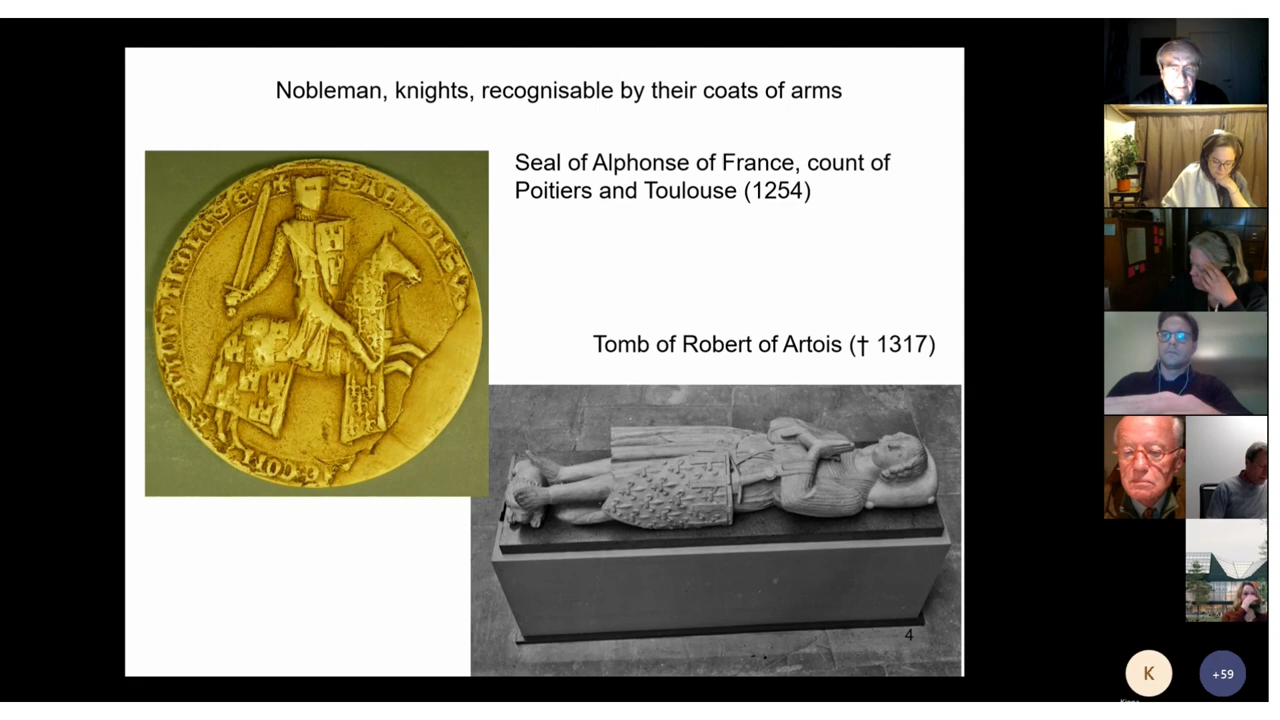 Nobleman, knights, recognisable by their coats of arms
Seal of Alphonse of France, count of
Poitiers and Toulouse (1254)
Tomb of Robert of Artois († 1317)
4
K
+59